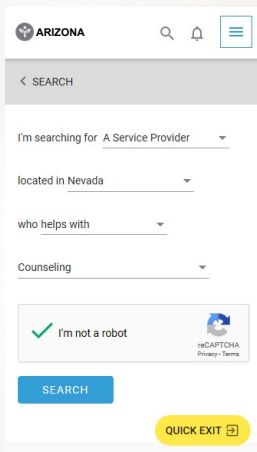 ARIZONA
< SEARCH
I'm searching for A Service Provider
located in Nevada
who helps with
Counseling
I'm not a robot
reCAPTCHA
Privacy - Terms
SEARCH
QUICK EXIT